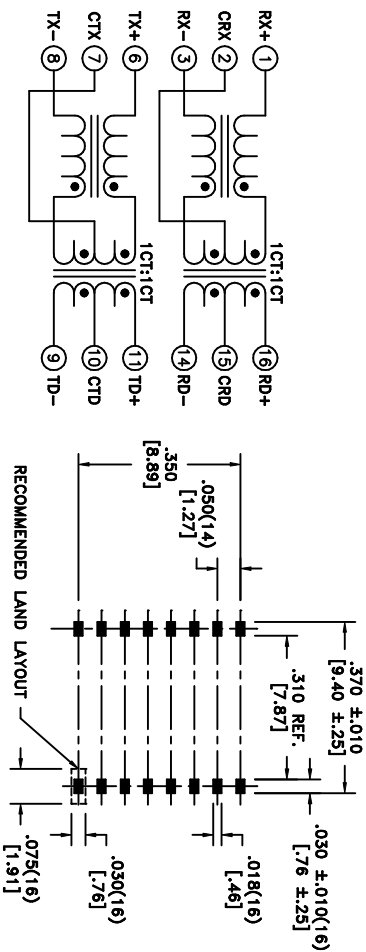 RX+ 1
CRX 2
RX- 3
TX+ 6
CTX 7
TX- 8
1CT:1CT
1CT:1CT
16 RD+
15 CRD
14 RD-
11 TD+
10 CTD
9 TD-
.370 ±.010
[9.40 ±.25]
.310 REF.
[7.87]
.030 ±.010(16)
[.76 ±.25]
.050(14)
[1.27]
.018(16)
[.46]
.350
[8.89]
.030(16)
[.76]
.075(16)
[1.91]
RECOMMENDED LAND LAYOUT